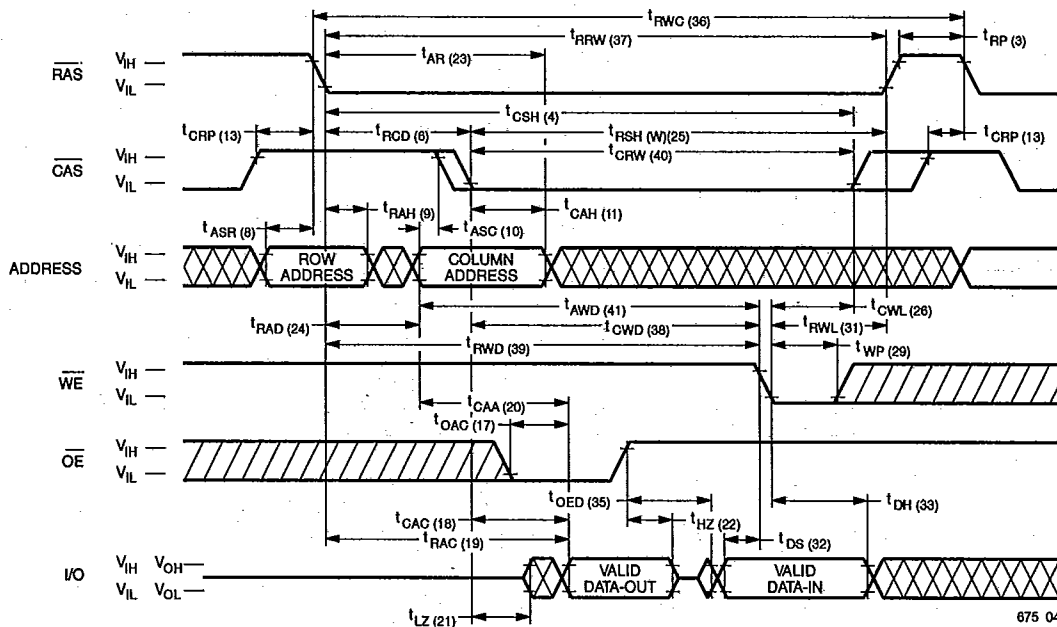 tRWC (36)
tRRW (37)
tAR (23)
tRP (3)
RAS
VIH
VIL
tCSH (4)
tCRP (13)
tRCD (6)
tRSH (W)(25)
tCRP (13)
tCRW (40)
CAS
VIH
VIL
tRAH (9)
tCAH (11)
tASR (8)
tASC (10)
ADDRESS
VIH
VIL
ROW ADDRESS
COLUMN ADDRESS
tAWD (41)
tCWL (26)
tRAD (24)
tCWD (38)
tRWL (31)
tRWD (39)
tWP (29)
WE
VIH
VIL
tCAA (20)
tOAC (17)
OE
VIH
VIL
tOED (35)
tDH (33)
tCAC (18)
tHZ (22)
tRAC (19)
tDS (32)
I/O
VIH VOH
VIL VOL
VALID DATA-OUT
VALID DATA-IN
tLZ (21)
675 04